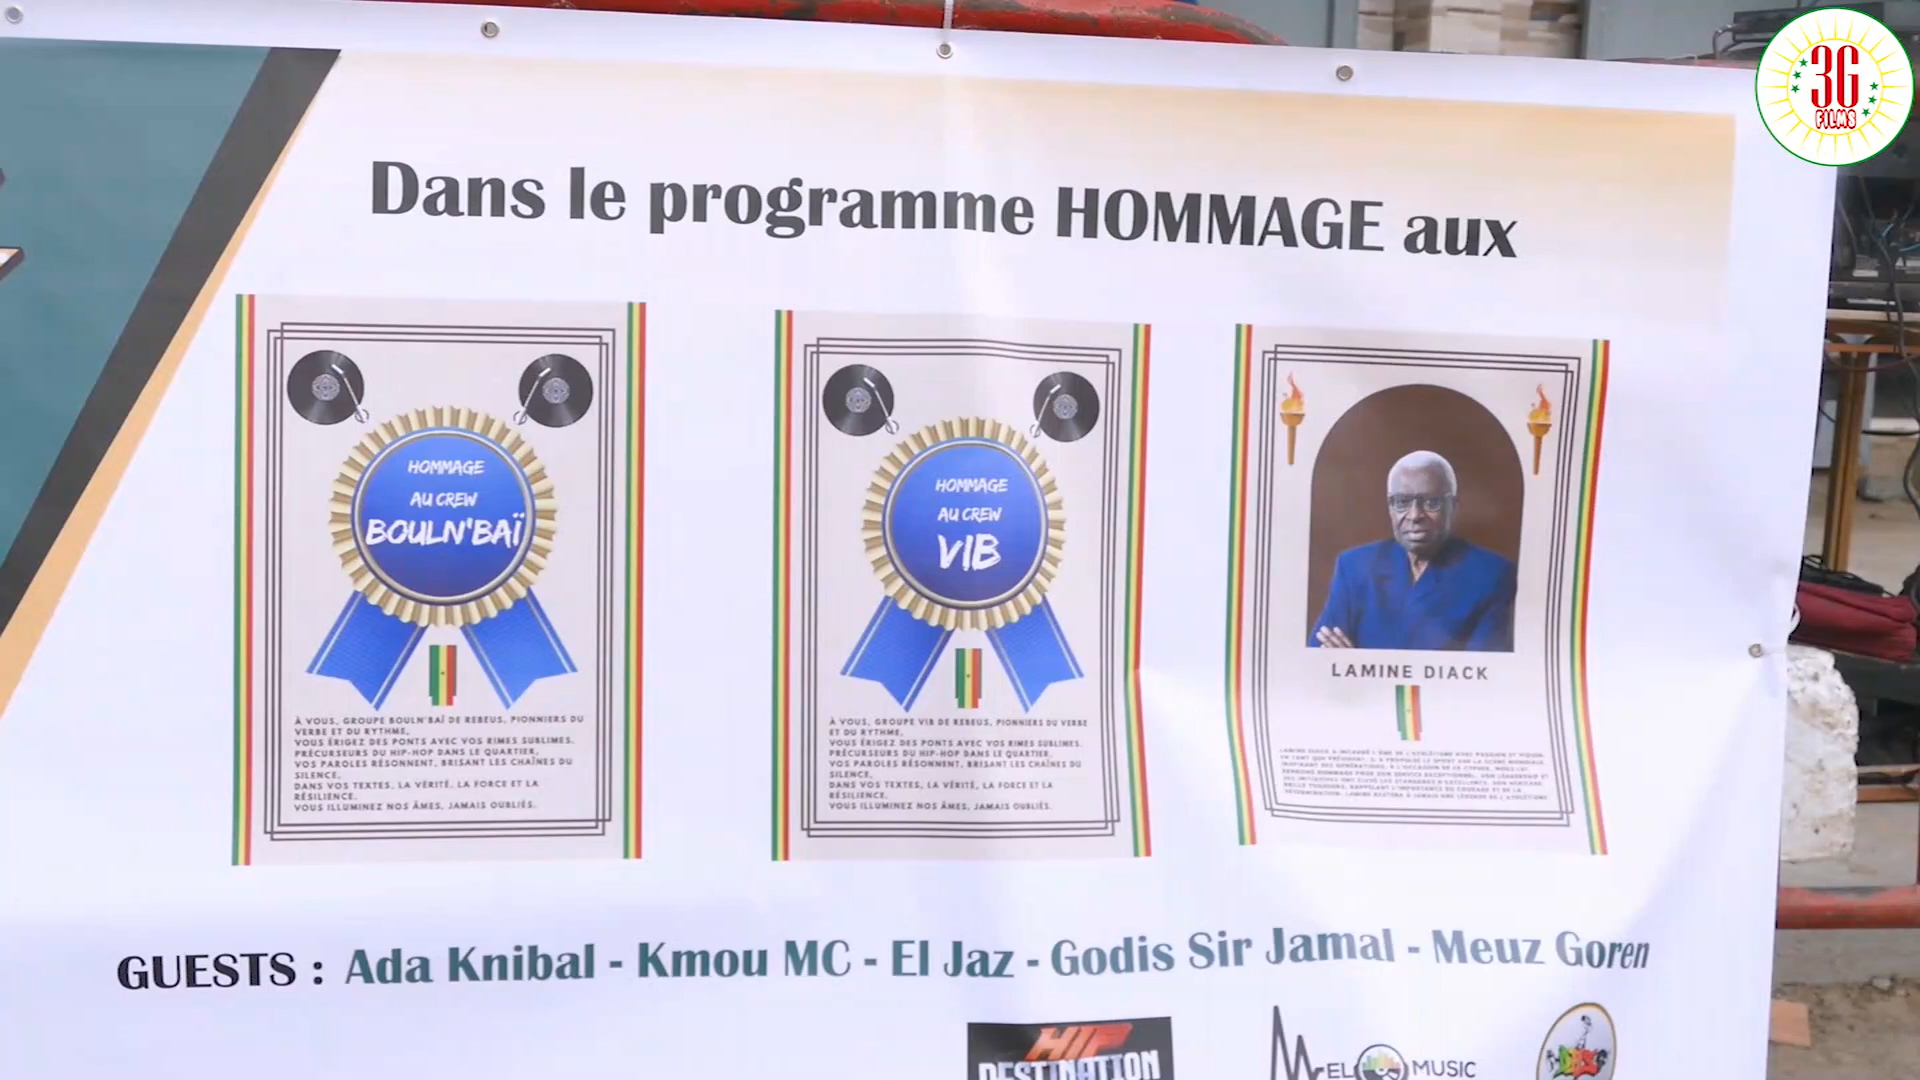 3G
FILMS
Dans le programme HOMMAGE aux
HOMMAGE
AU CREW
BOULN'BAÏ
À VOUS, GROUPE BOULN'BAÏ DE REBEUS, PIONNIERS DU
VERBE ET DU RYTHME,
VOUS ÉRIGEZ DES PONTS AVEC VOS RIMES SUBLIMES.
PRÉCURSEURS DU HIP-HOP DANS LE QUARTIER,
VOS PAROLES RÉSONNENT, BRISANT LES CHAÎNES DU
SILENCE,
DANS VOS TEXTES, LA VÉRITÉ, LA FORCE ET LA
RÉSILIENCE.
VOUS ILLUMINEZ NOS ÂMES, JAMAIS OUBLIÉS.
HOMMAGE
AU CREW
VIB
À VOUS, GROUPE VIB DE REBEUS, PIONNIERS DU VERBE
ET DU RYTHME,
VOUS ÉRIGEZ DES PONTS AVEC VOS RIMES SUBLIMES.
PRÉCURSEURS DU HIP-HOP DANS LE QUARTIER,
VOS PAROLES RÉSONNENT, BRISANT LES CHAÎNES DU
SILENCE,
DANS VOS TEXTES, LA VÉRITÉ, LA FORCE ET LA
RÉSILIENCE.
VOUS ILLUMINEZ NOS ÂMES, JAMAIS OUBLIÉS.
LAMINE DIACK
GUESTS : Ada Knibal - Kmou MC - El Jaz - Godis Sir Jamal - Meuz Goren
HIP
DESTINATION
MEL MUSIC